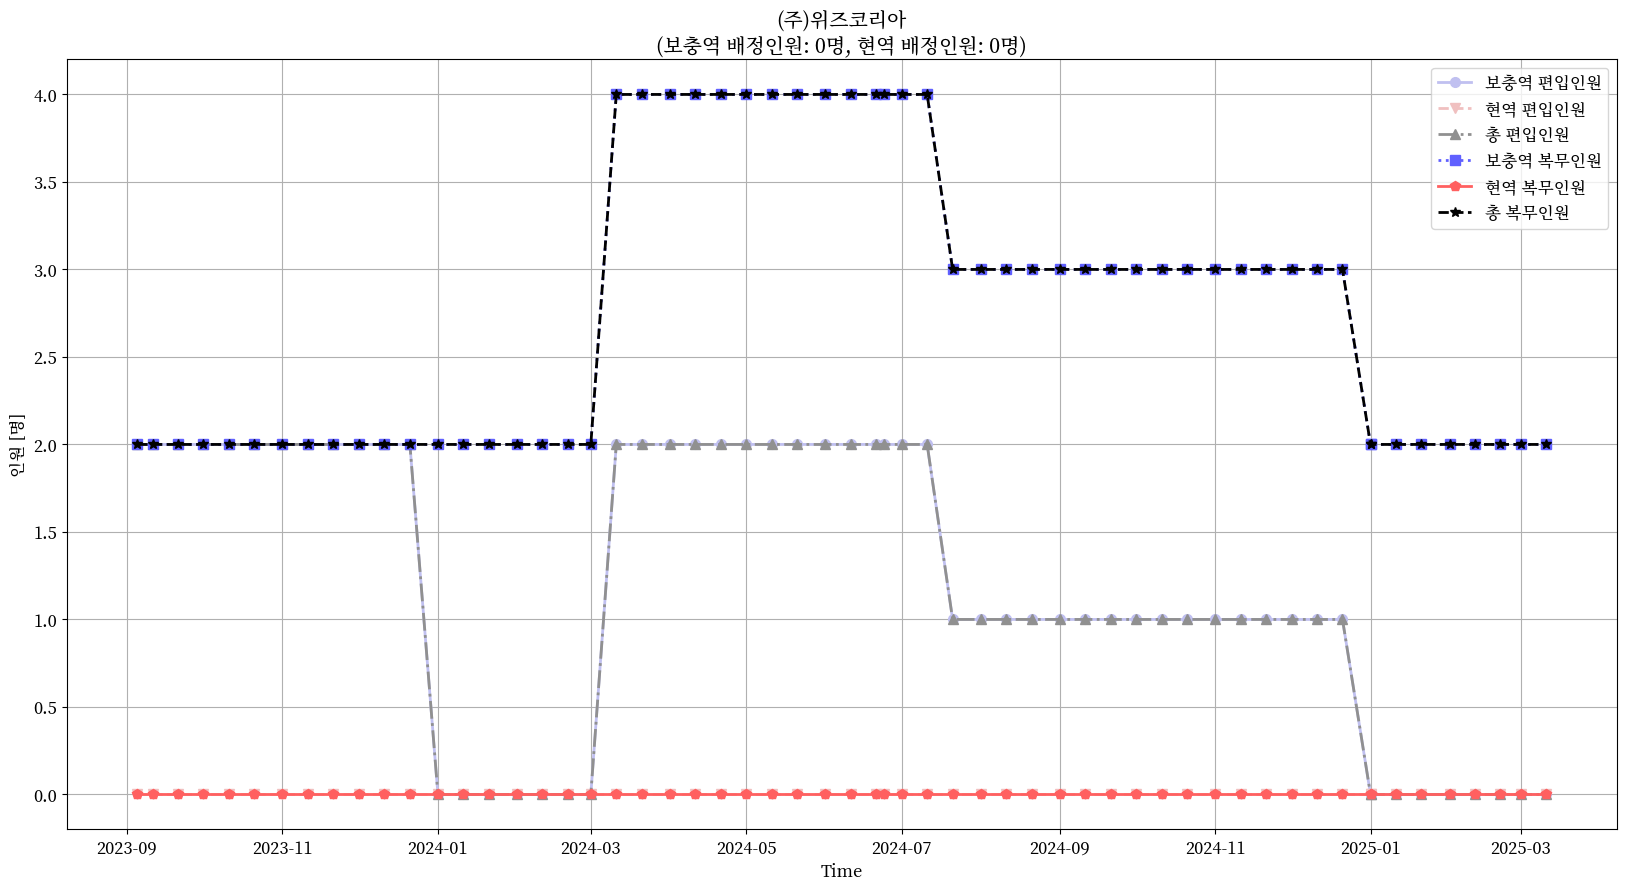 (주)위즈코리아
(보충역 배정인원: 0명, 현역 배정인원: 0명)
보충역 편입인원
현역 편입인원
총 편입인원
보충역 복무인원
현역 복무인원
총 복무인원
인원 [명]
4.0
3.5
3.0
2.5
2.0
1.5
1.0
0.5
0.0
2023-09 2023-11 2024-01 2024-03 2024-05 2024-07 2024-09 2024-11 2025-01 2025-03
Time